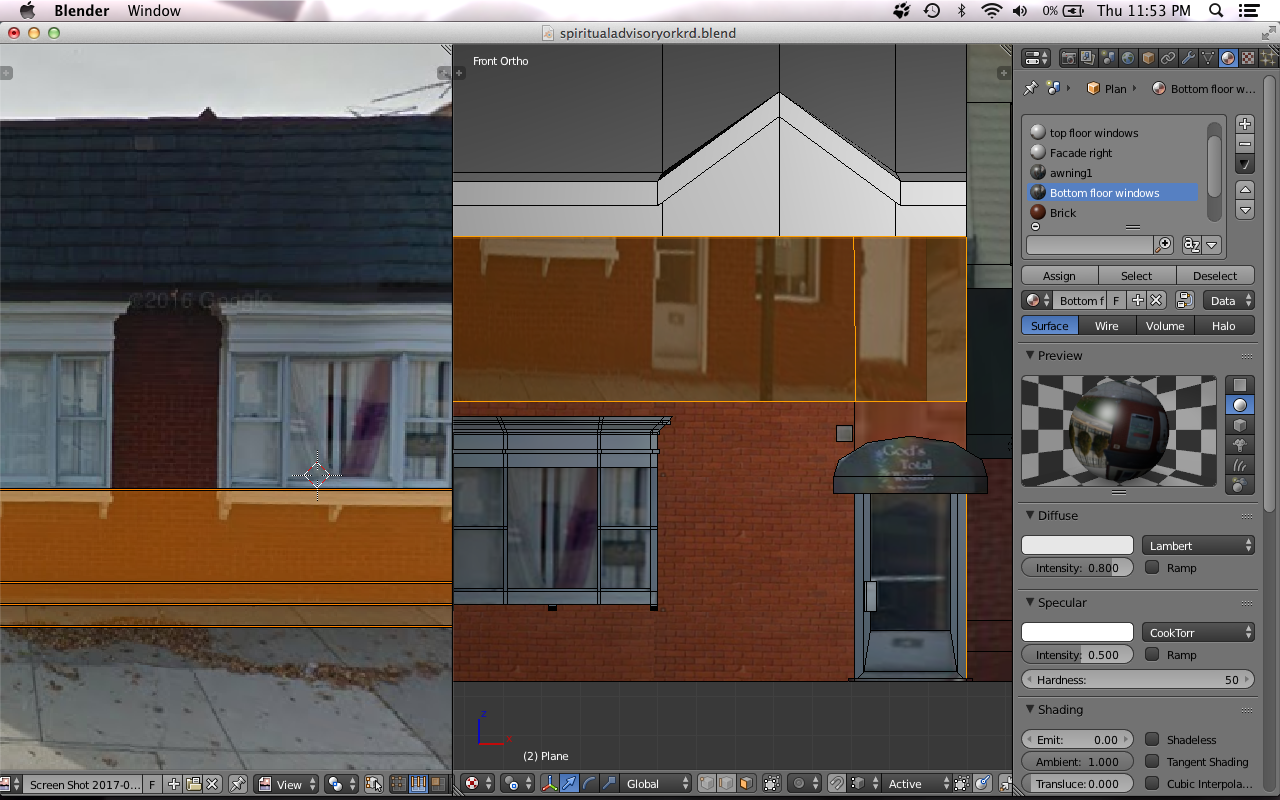 Blender Window 0% Thu 11:53 PM
spiritualadvisoryorkrd.blend
Front Ortho
©2016 Google
God's
Total
Plan Bottom floor w...
top floor windows
Facade right
awning1
Bottom floor windows
Brick
Assign Select Deselect
Bottom f F Data
Surface Wire Volume Halo
Preview
Diffuse
Lambert
Intensity: 0.800 Ramp
Specular
CookTorr
Intensity: 0.500 Ramp
Hardness: 50
Shading
Emit: 0.00 Shadeless
Ambient: 1.000 Tangent Shading
Transluce: 0.000 Cubic Interpola...
z
x
(2) Plane
Screen Shot 2017-0... F View Global Active